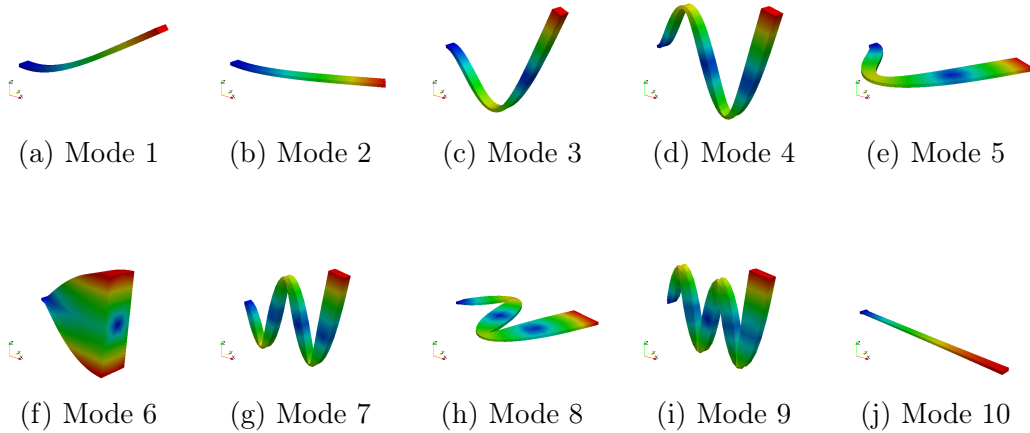 (a) Mode 1
(b) Mode 2
(c) Mode 3
(d) Mode 4
(e) Mode 5
(f) Mode 6
(g) Mode 7
(h) Mode 8
(i) Mode 9
(j) Mode 10